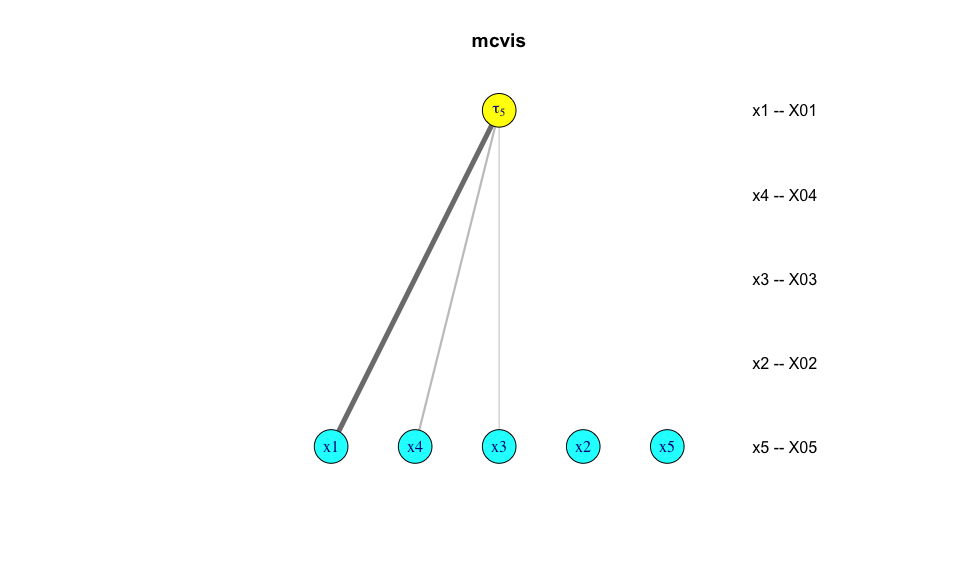 mcvis
τ₅
x1 -- X01
x4 -- X04
x3 -- X03
x2 -- X02
x1 x4 x3 x2 x5
x5 -- X05